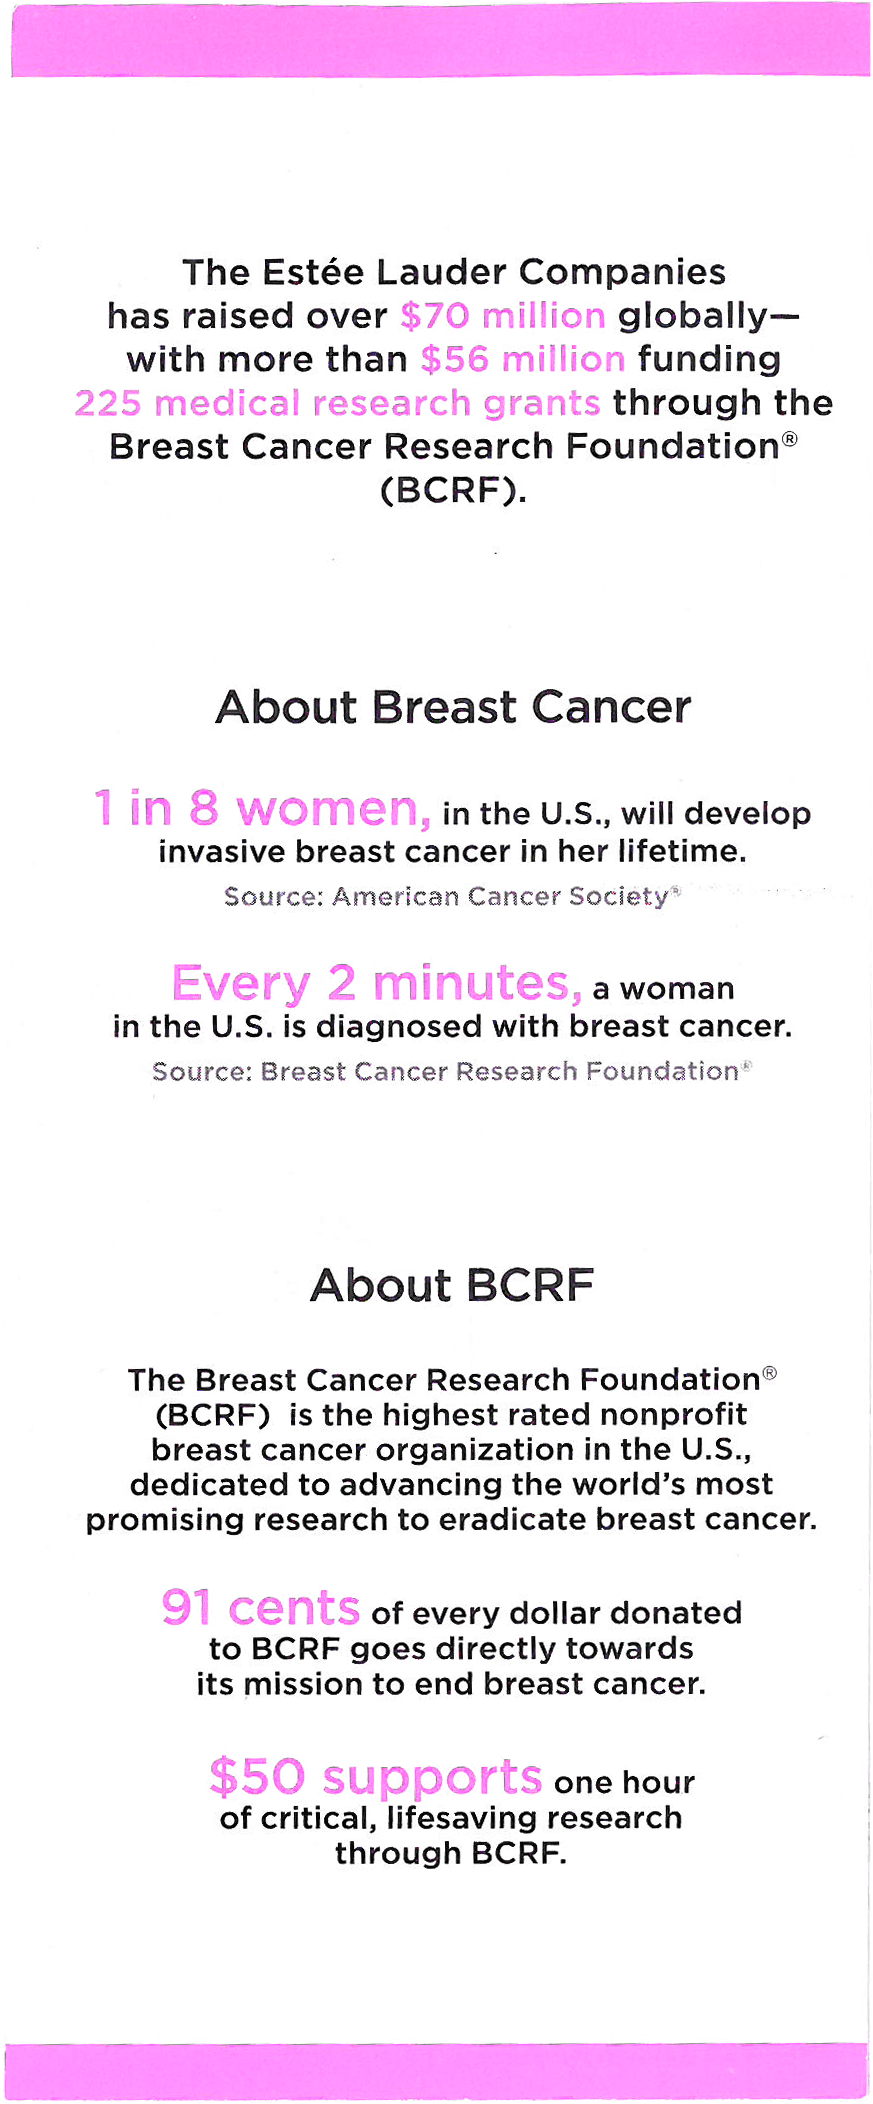 The Estée Lauder Companies
has raised over $70 million globally—
with more than $56 million funding
225 medical research grants through the
Breast Cancer Research Foundation®
(BCRF).
About Breast Cancer
1 in 8 women, in the U.S., will develop
invasive breast cancer in her lifetime.
Source: American Cancer Society®
Every 2 minutes, a woman
in the U.S. is diagnosed with breast cancer.
Source: Breast Cancer Research Foundation®
About BCRF
The Breast Cancer Research Foundation®
(BCRF) is the highest rated nonprofit
breast cancer organization in the U.S.,
dedicated to advancing the world's most
promising research to eradicate breast cancer.
91 cents of every dollar donated
to BCRF goes directly towards
its mission to end breast cancer.
$50 supports one hour
of critical, lifesaving research
through BCRF.